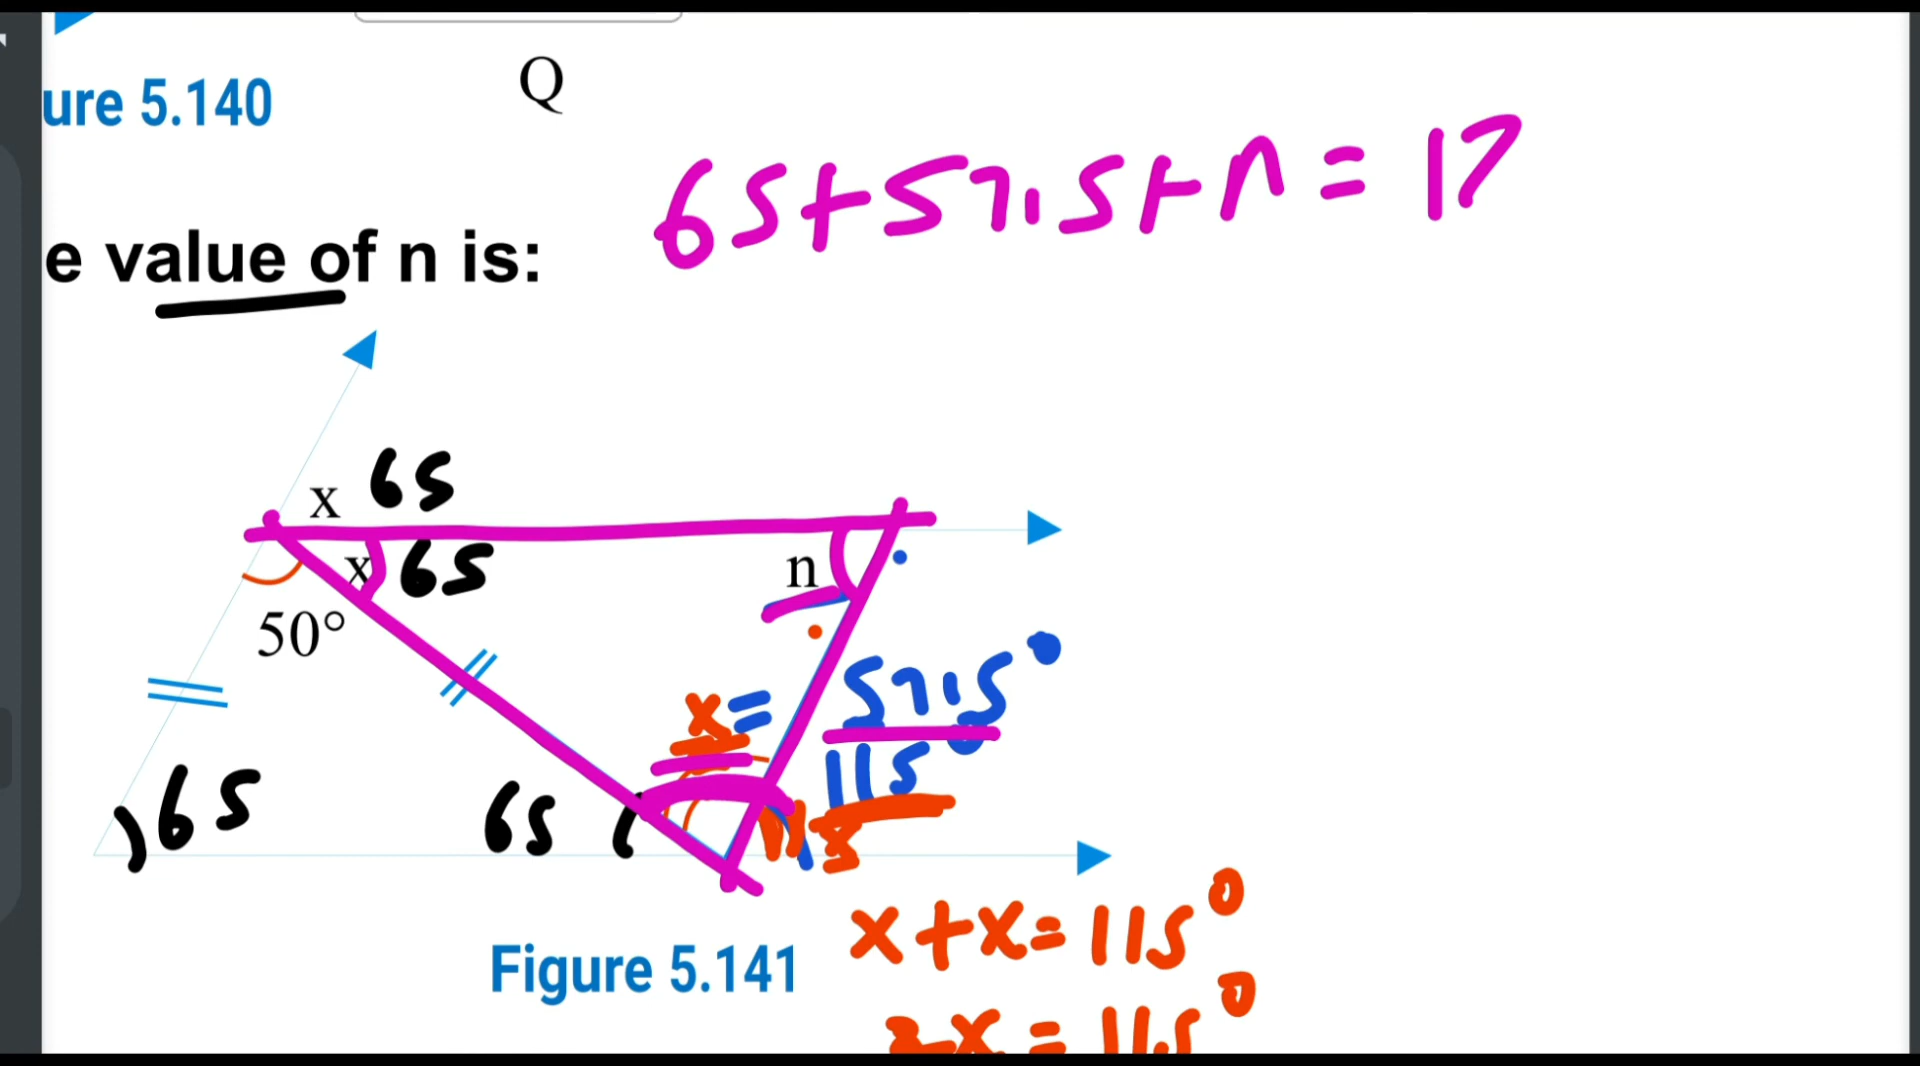 Q
ure 5.140
65+57.5+n=17
e value of n is:
x 65
x 65
n
50°
x= 57.5°
115
65 65 115
x+x=115°
Figure 5.141
2x=115°